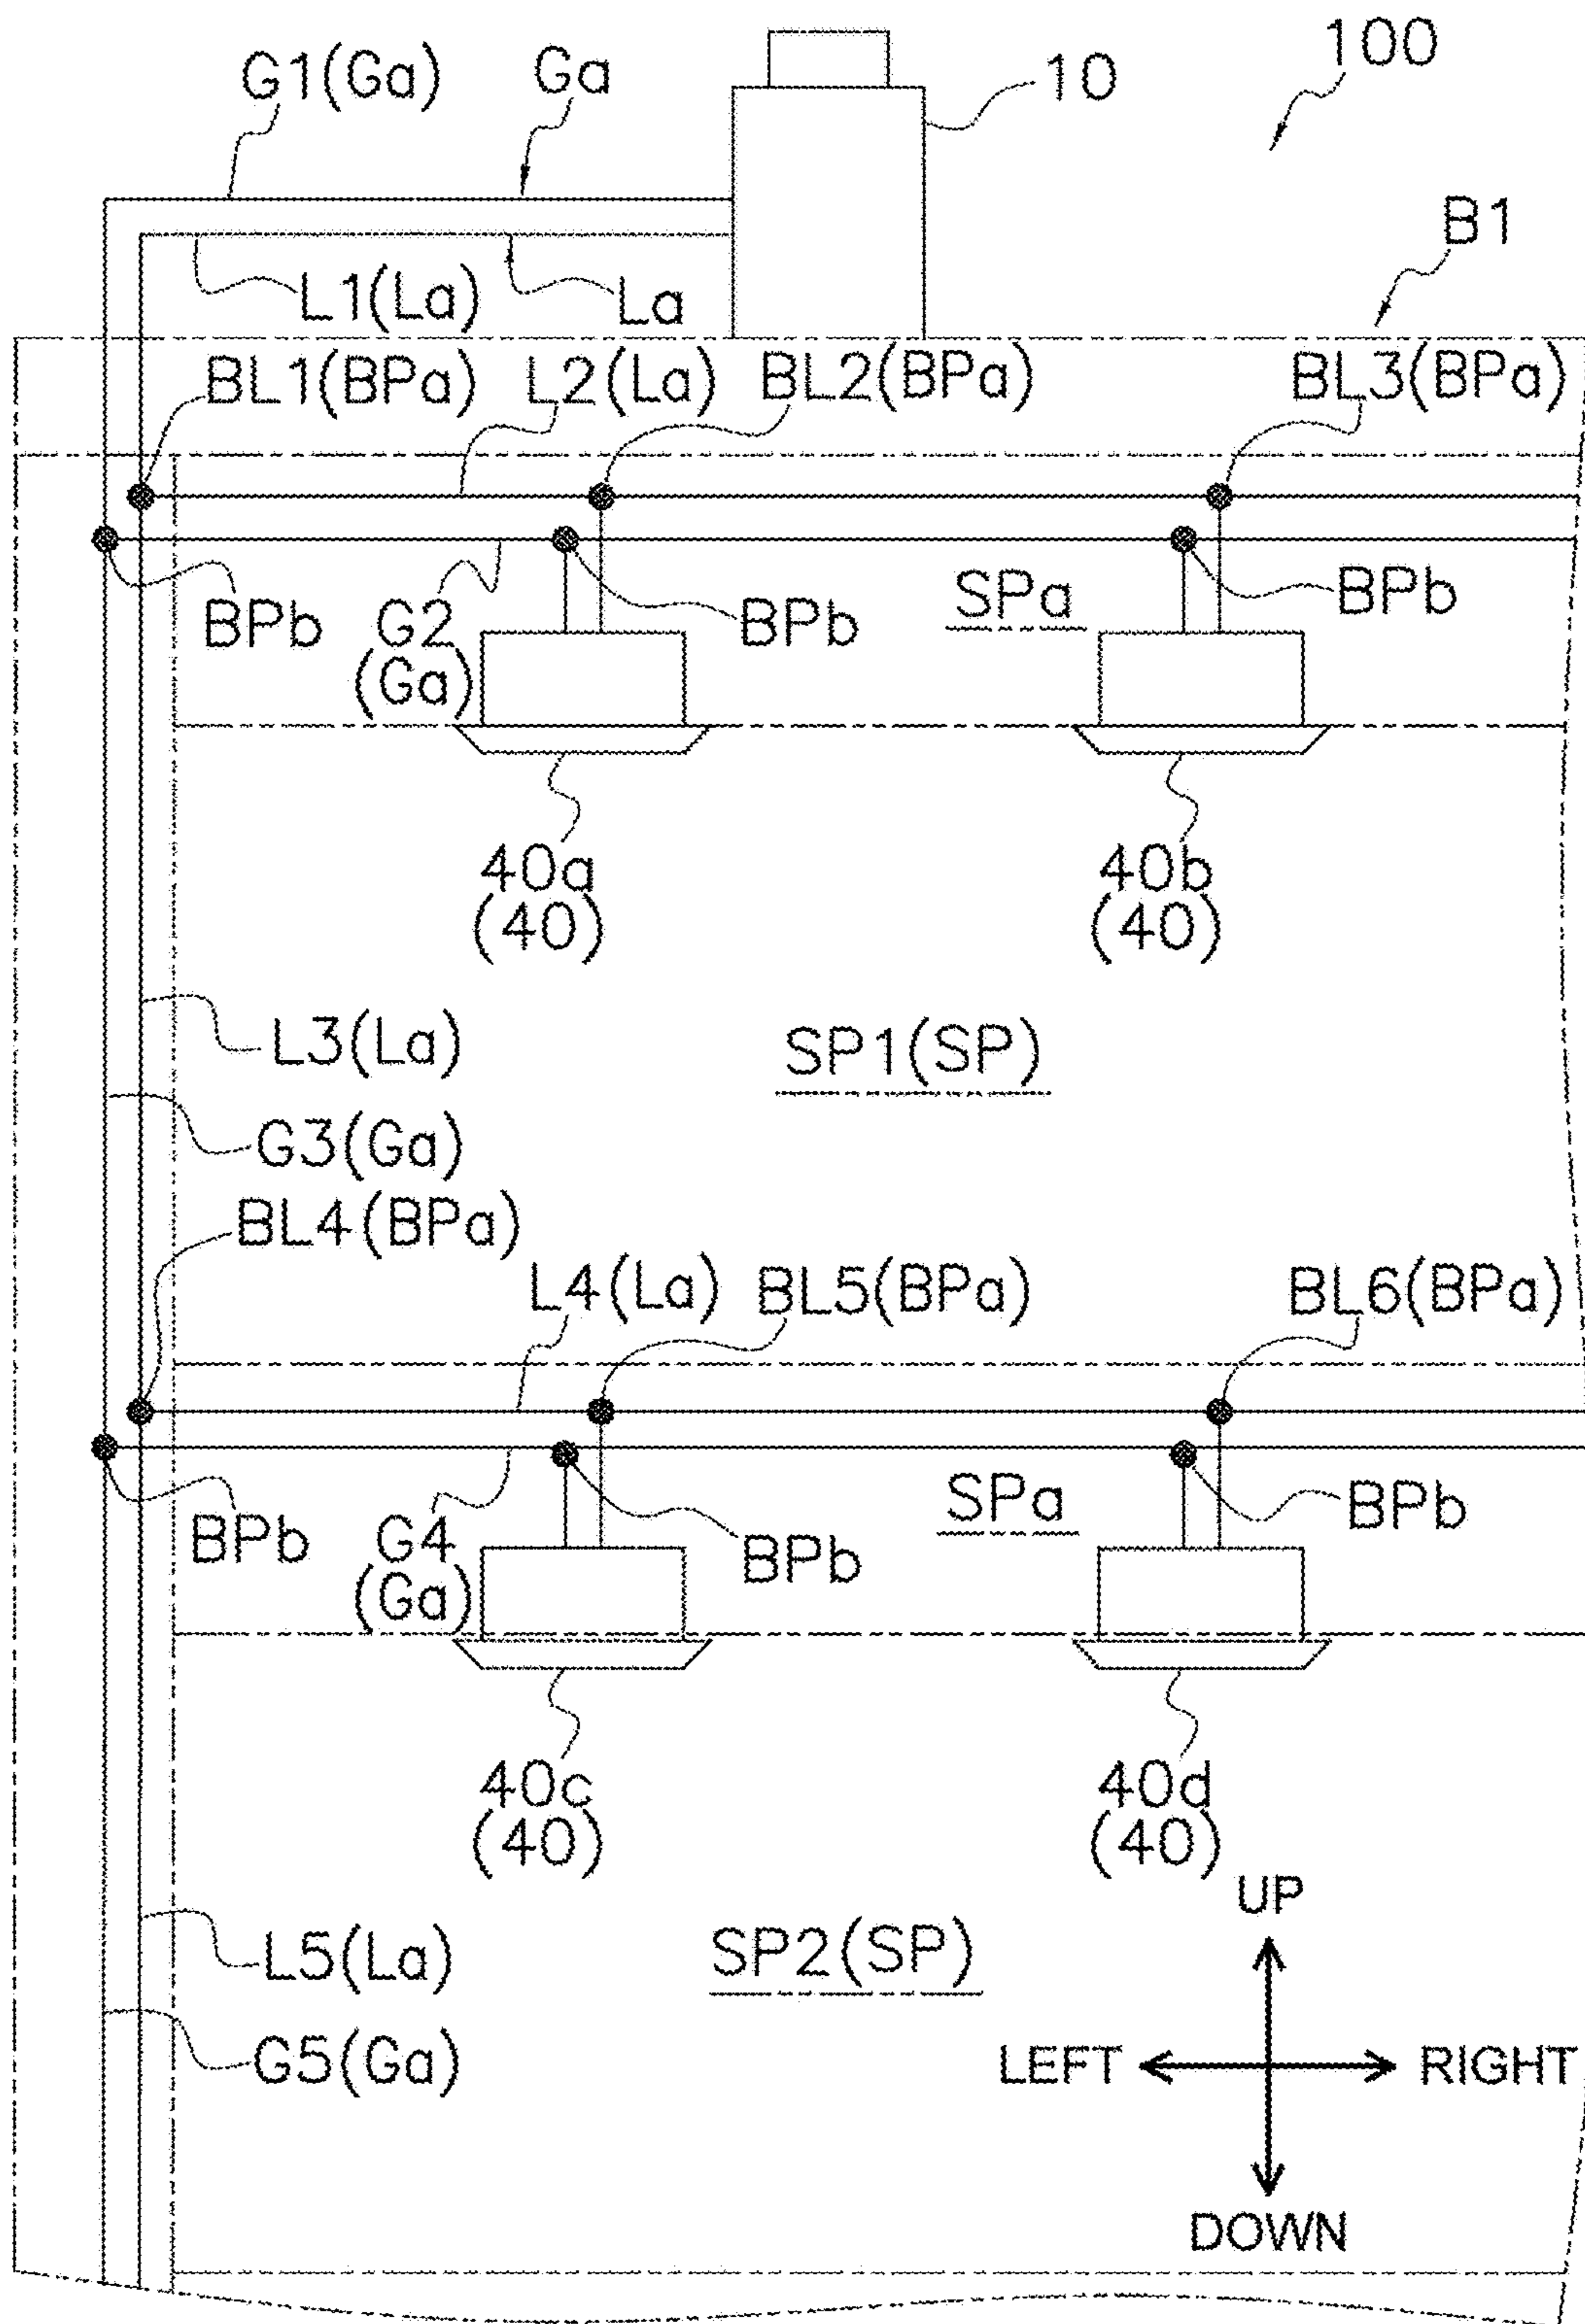 100
G1(Ga)
Ga
10
B1
L1(La)
La
BL1(BPa)
L2(La)
BL2(BPa)
BL3(BPa)
BPb
G2
(Ga)
BPb
SPa
BPb
40a
(40)
40b
(40)
L3(La)
SP1(SP)
G3(Ga)
BL4(BPa)
L4(La)
BL5(BPa)
BL6(BPa)
BPb
G4
(Ga)
BPb
SPa
BPb
40c
(40)
40d
(40)
L5(La)
SP2(SP)
G5(Ga)
UP
LEFT
RIGHT
DOWN